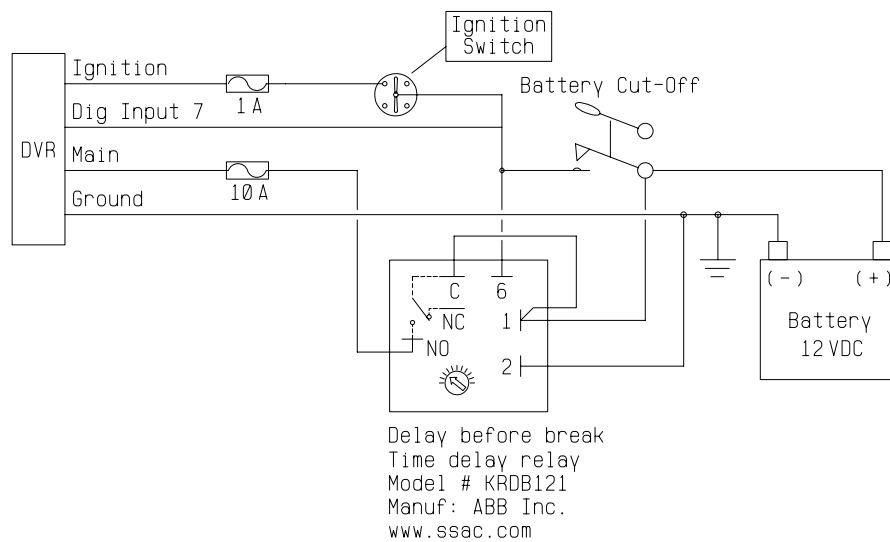 Ignition
Switch
Ignition
1 A
Battery Cut-Off
Dig Input 7
DVR
Main
10 A
Ground
(-)
(+)
C
6
NC
1
NO
2
Battery
12 VDC
Delay before break
Time delay relay
Model # KRDB121
Manuf: ABB Inc.
www.ssac.com